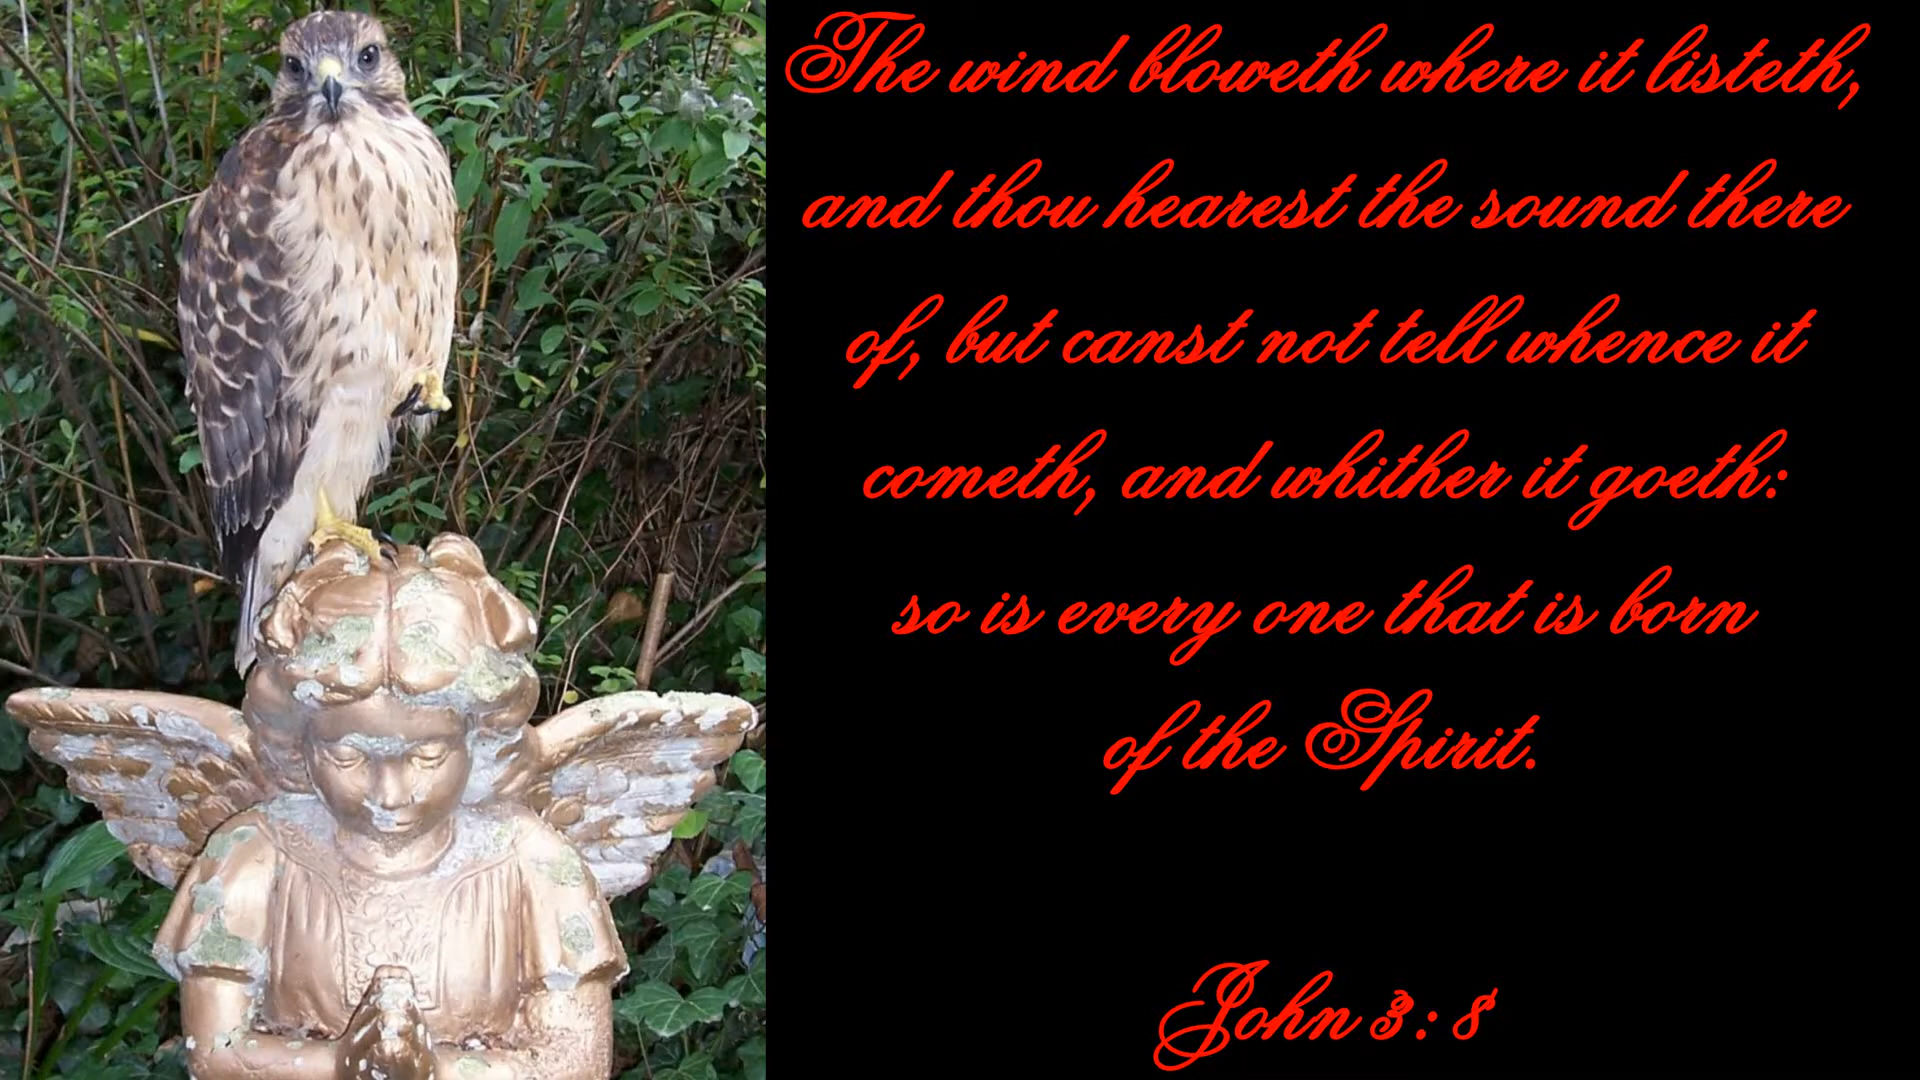 The wind bloweth where it listeth,
and thou hearest the sound there
of, but canst not tell whence it
cometh, and whither it goeth:
so is every one that is born
of the Spirit.
John 3: 8